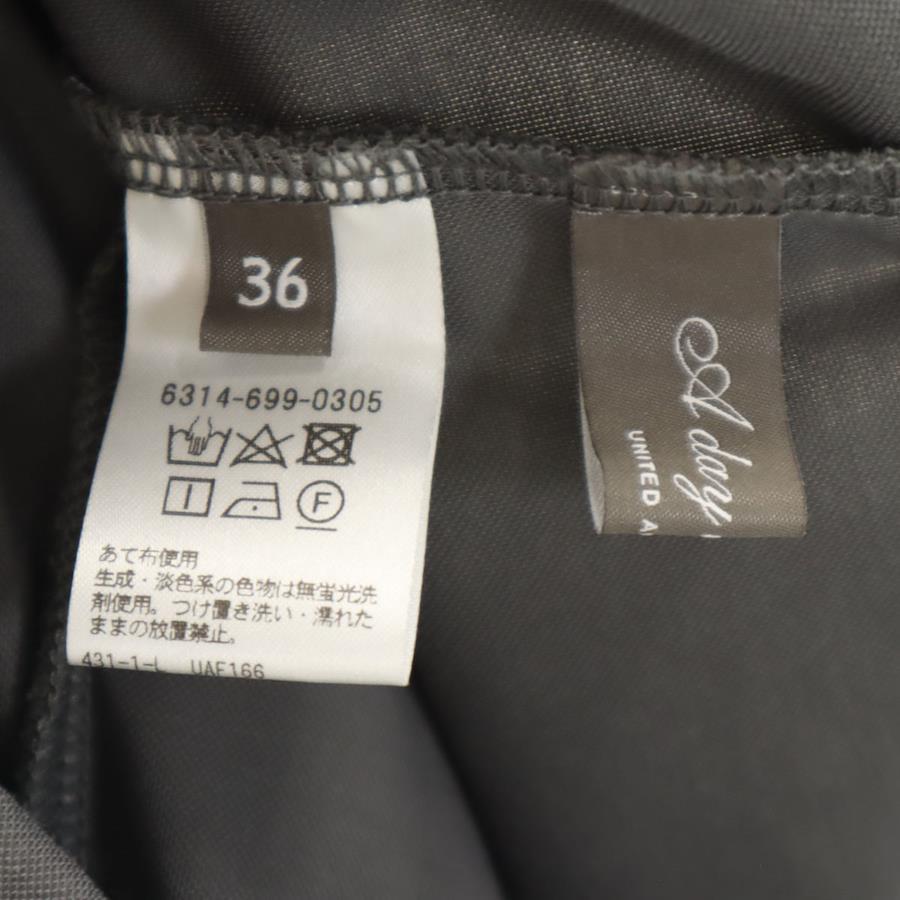 36
6314-699-0305
F
あて布使用
生成・淡色系の色物は無蛍光洗
剤使用。つけ置き洗い・濡れた
ままの放置禁止。
431-1-L UAF166
A day
UNITED A